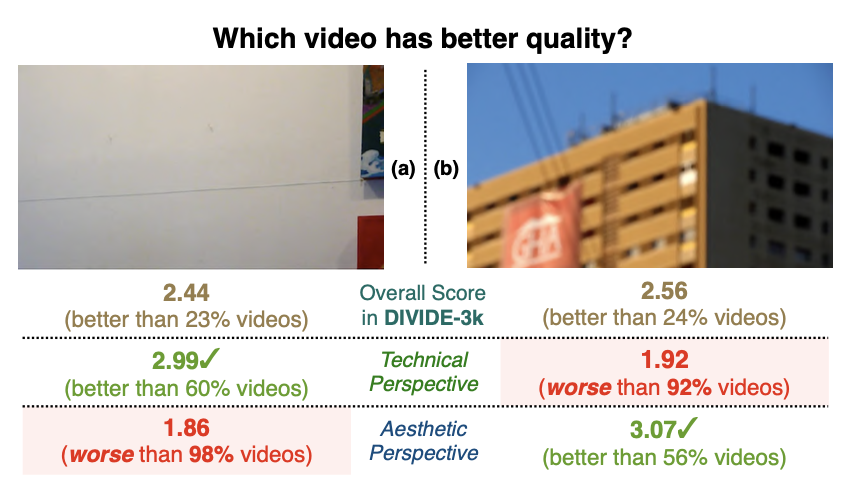 Which video has better quality?
(a) (b)
GHA
2.44
(better than 23% videos)
Overall Score
in DIVIDE-3k
2.56
(better than 24% videos)
2.99✓
(better than 60% videos)
Technical
Perspective
1.92
(worse than 92% videos)
1.86
(worse than 98% videos)
Aesthetic
Perspective
3.07✓
(better than 56% videos)